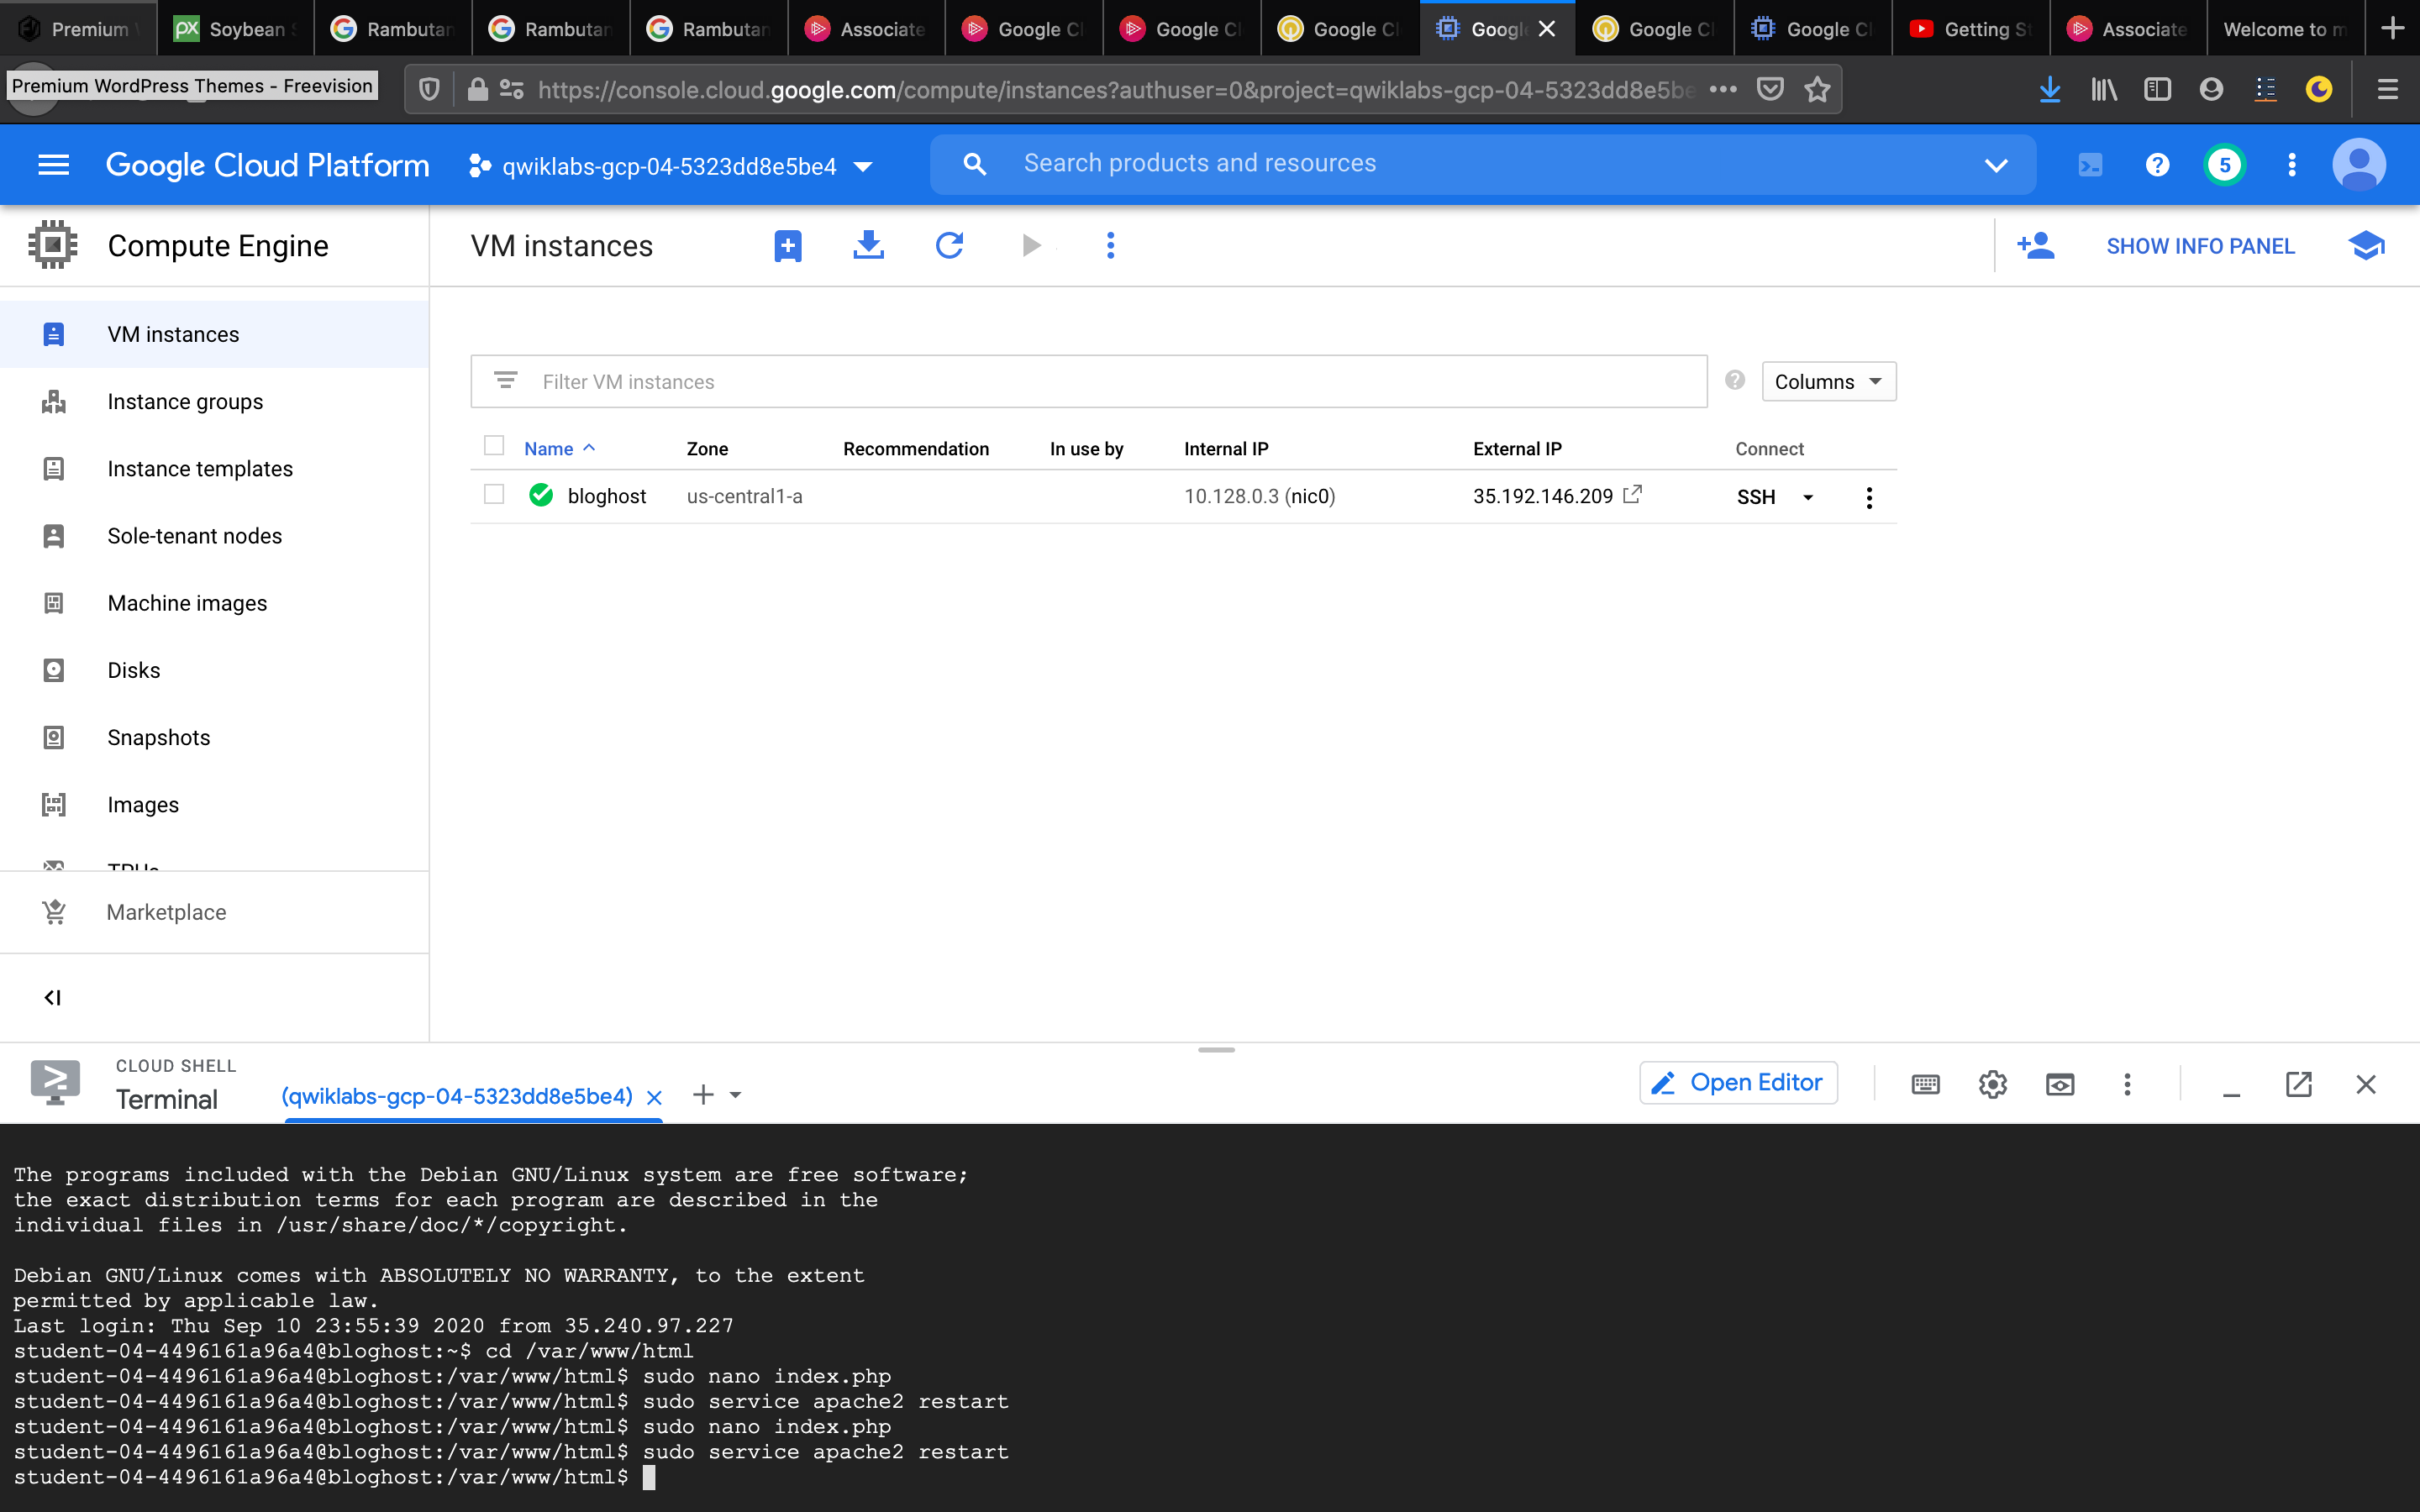 Premium
Soybean
Rambutan
Rambutan
Rambutan
Associate
Google Cl
Google Cl
Google Cl
Google
Google Cl
Google Cl
Getting St
Associate
Welcome to m
Premium WordPress Themes - Freevision
https://console.cloud.google.com/compute/instances?authuser=0&project=qwiklabs-gcp-04-5323dd8e5be
Google Cloud Platform
qwiklabs-gcp-04-5323dd8e5be4
Search products and resources
5
Compute Engine
VM instances
SHOW INFO PANEL
VM instances
Instance groups
Instance templates
Sole-tenant nodes
Machine images
Disks
Snapshots
Images
TPUs
Marketplace
Filter VM instances
Columns
Name Zone Recommendation In use by Internal IP External IP Connect
bloghost us-central1-a 10.128.0.3 (nic0) 35.192.146.209 SSH
CLOUD SHELL
Terminal
(qwiklabs-gcp-04-5323dd8e5be4)
Open Editor
The programs included with the Debian GNU/Linux system are free software;
the exact distribution terms for each program are described in the
individual files in /usr/share/doc/*/copyright.
Debian GNU/Linux comes with ABSOLUTELY NO WARRANTY, to the extent
permitted by applicable law.
Last login: Thu Sep 10 23:55:39 2020 from 35.240.97.227
student-04-4496161a96a4@bloghost:~$ cd /var/www/html
student-04-4496161a96a4@bloghost:/var/www/html$ sudo nano index.php
student-04-4496161a96a4@bloghost:/var/www/html$ sudo service apache2 restart
student-04-4496161a96a4@bloghost:/var/www/html$ sudo nano index.php
student-04-4496161a96a4@bloghost:/var/www/html$ sudo service apache2 restart
student-04-4496161a96a4@bloghost:/var/www/html$